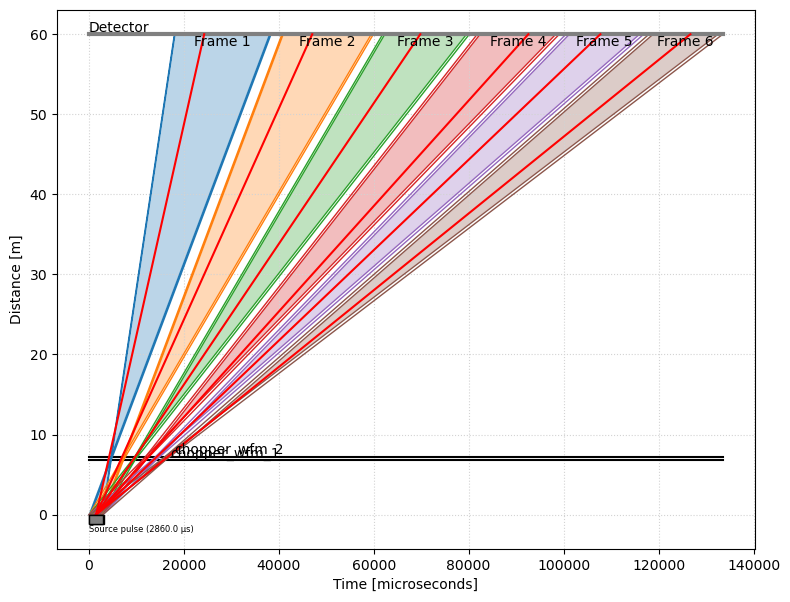 Detector
Frame 1
Frame 2
Frame 3
Frame 4
Frame 5
Frame 6
60
50
40
30
20
10
0
Distance [m]
chopper_wfm_2
chopper_wfm_1
Source pulse (2860.0 μs)
0
20000
40000
60000
80000
100000
120000
140000
Time [microseconds]